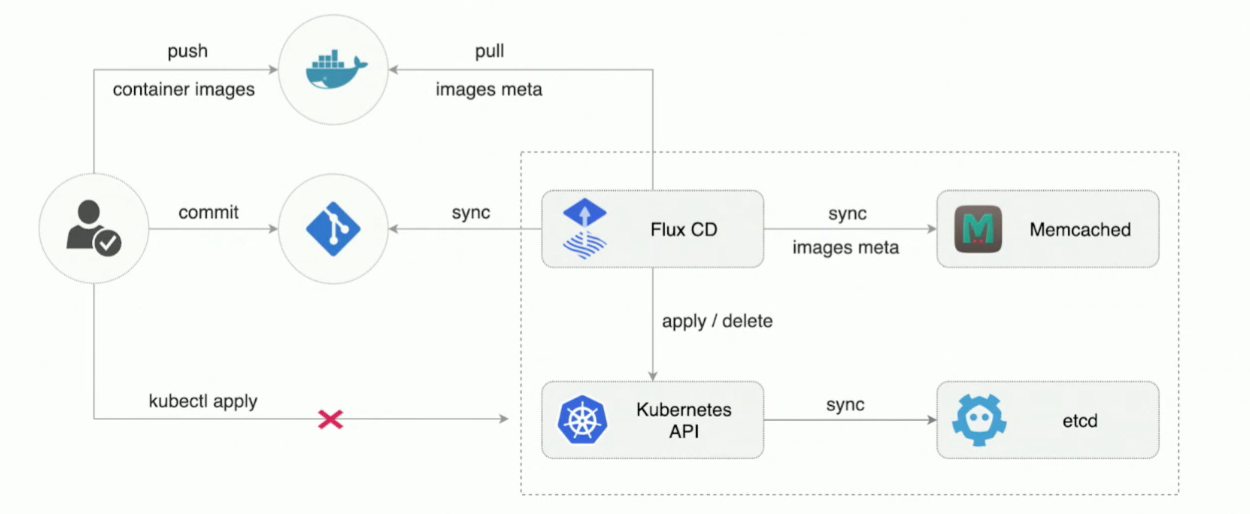 push
container images
pull
images meta
commit
sync
Flux CD
sync
images meta
Memcached
apply / delete
kubectl apply
Kubernetes
API
sync
etcd